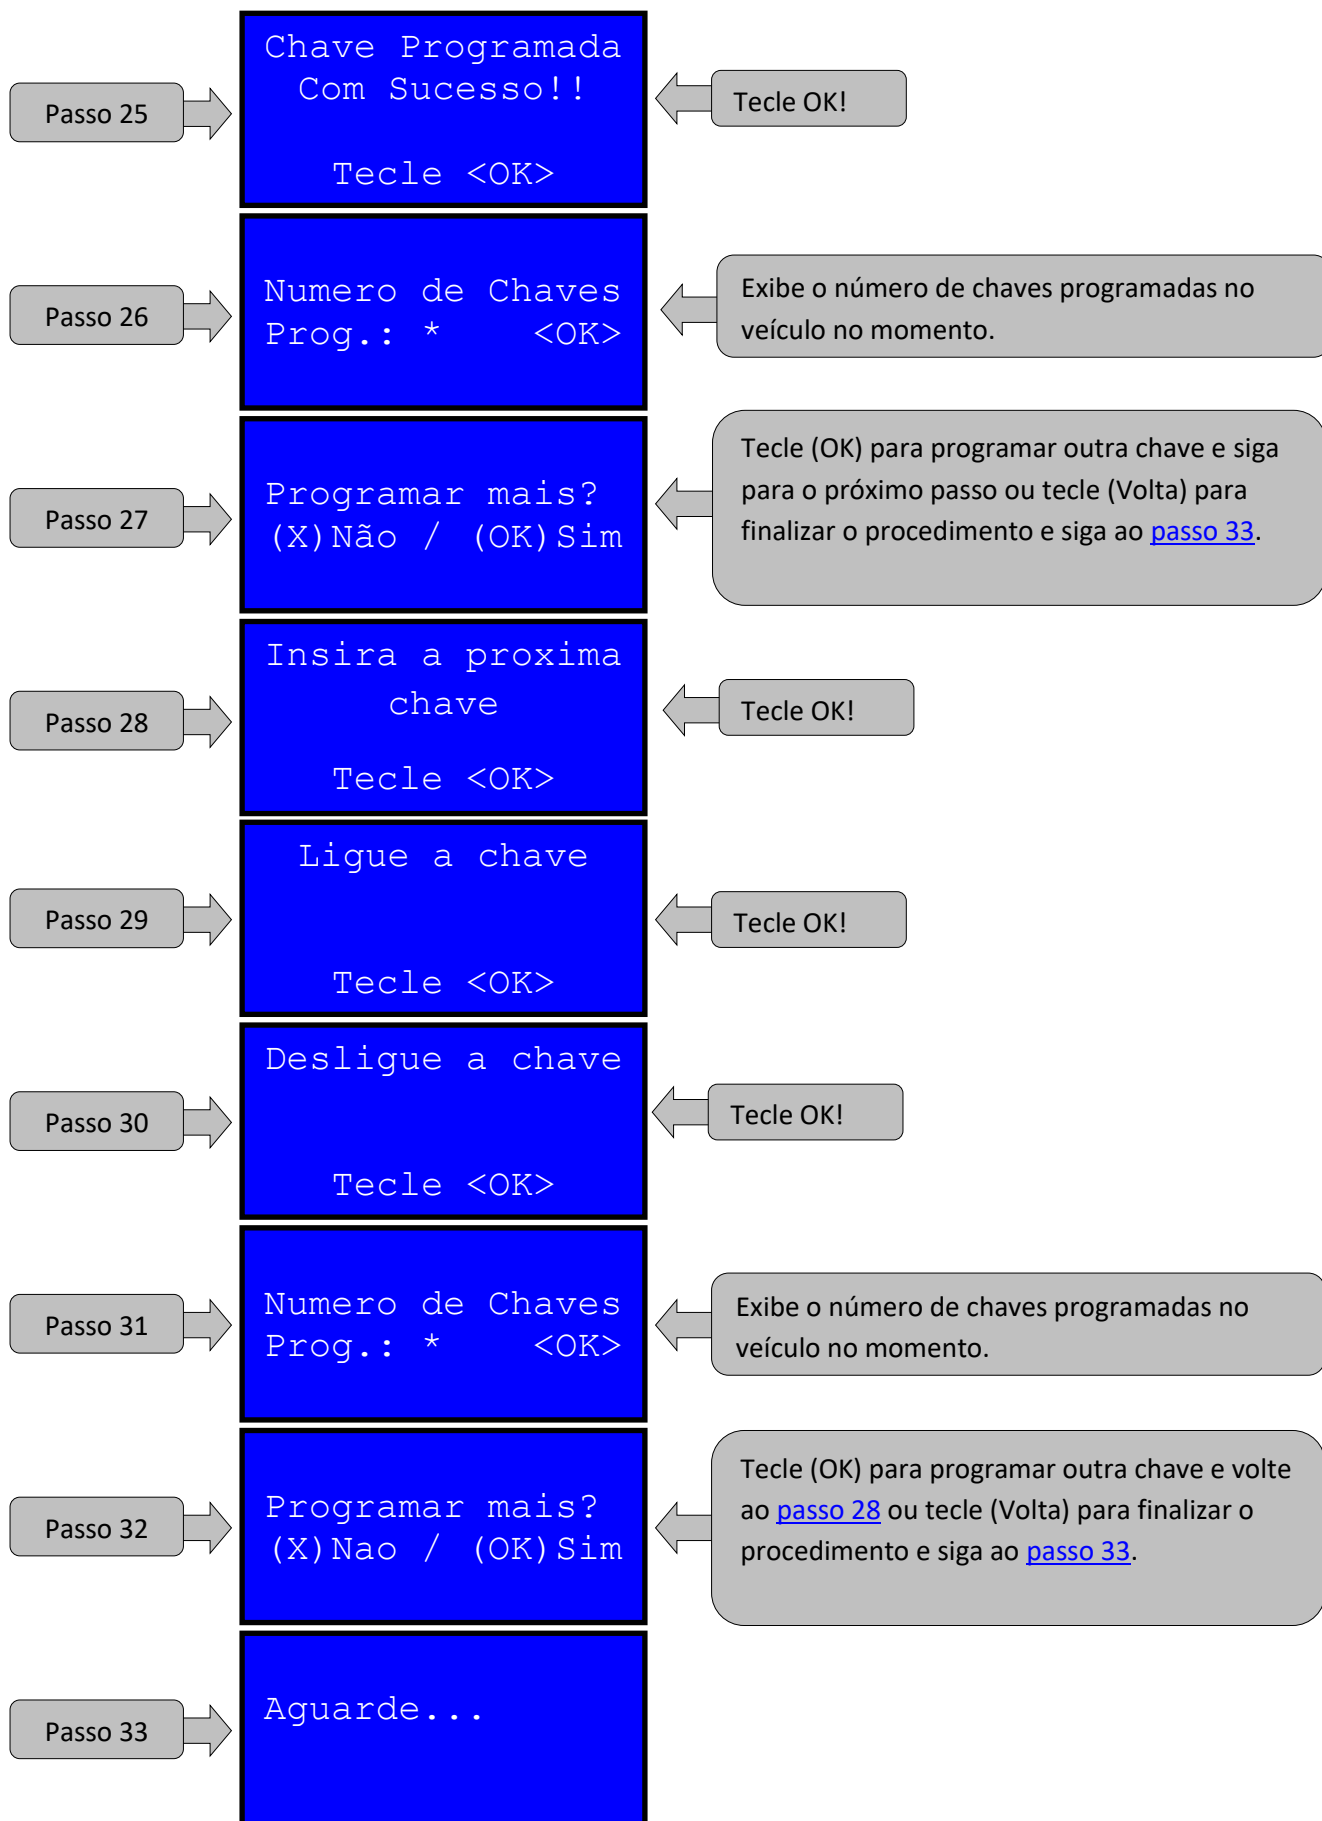 Passo 25
Chave Programada
Com Sucesso!!
Tecle <OK>
Tecle OK!
Passo 26
Numero de Chaves
Prog.: * <OK>
Exibe o número de chaves programadas no
veículo no momento.
Passo 27
Programar mais?
(X)Não / (OK)Sim
Tecle (OK) para programar outra chave e siga
para o próximo passo ou tecle (Volta) para
finalizar o procedimento e siga ao passo 33.
Passo 28
Insira a proxima
chave
Tecle <OK>
Tecle OK!
Passo 29
Ligue a chave
Tecle <OK>
Tecle OK!
Passo 30
Desligue a chave
Tecle <OK>
Tecle OK!
Passo 31
Numero de Chaves
Prog.: * <OK>
Exibe o número de chaves programadas no
veículo no momento.
Passo 32
Programar mais?
(X)Nao / (OK)Sim
Tecle (OK) para programar outra chave e volte
ao passo 28 ou tecle (Volta) para finalizar o
procedimento e siga ao passo 33.
Passo 33
Aguarde...